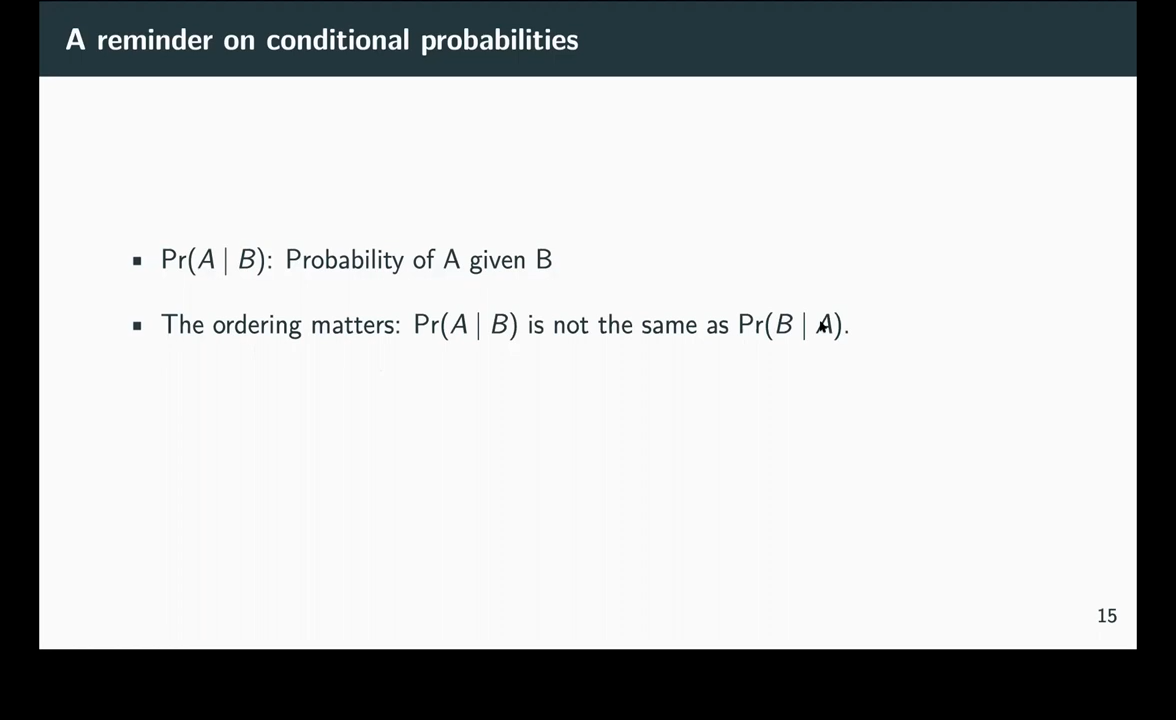 A reminder on conditional probabilities
▪ Pr(A | B): Probability of A given B
▪ The ordering matters: Pr(A | B) is not the same as Pr(B | A).
15